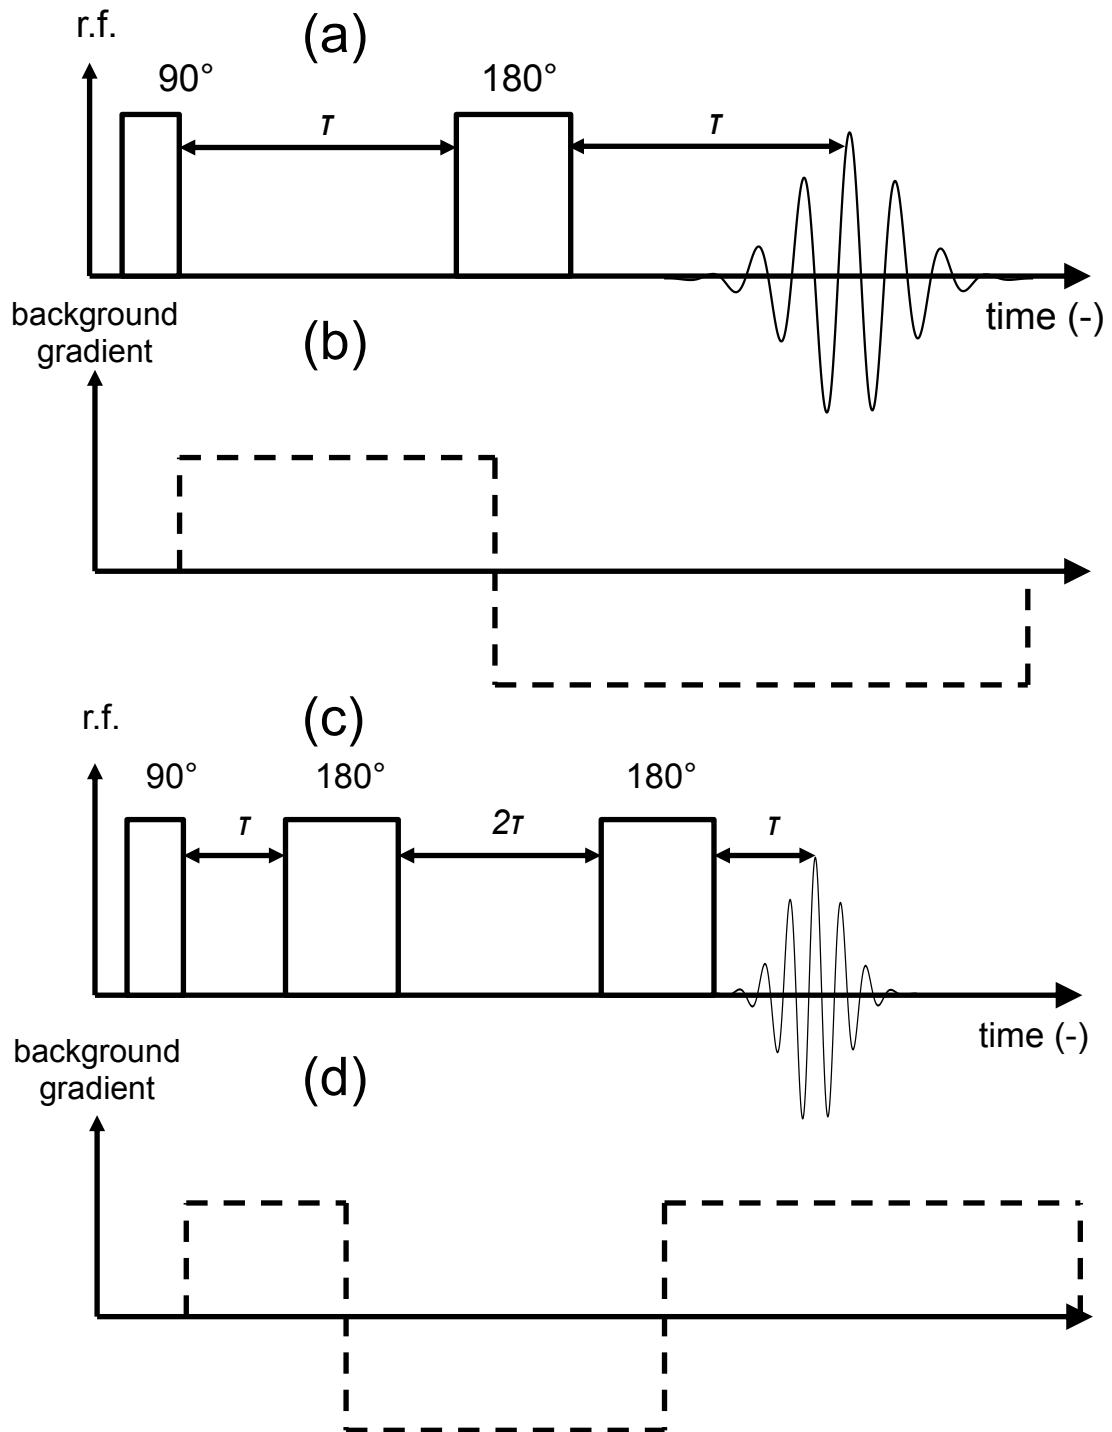 r.f.
(a)
90°
180°
τ
τ
time (-)
background
gradient
(b)
r.f.
(c)
90°
180°
180°
τ
2τ
τ
time (-)
background
gradient
(d)